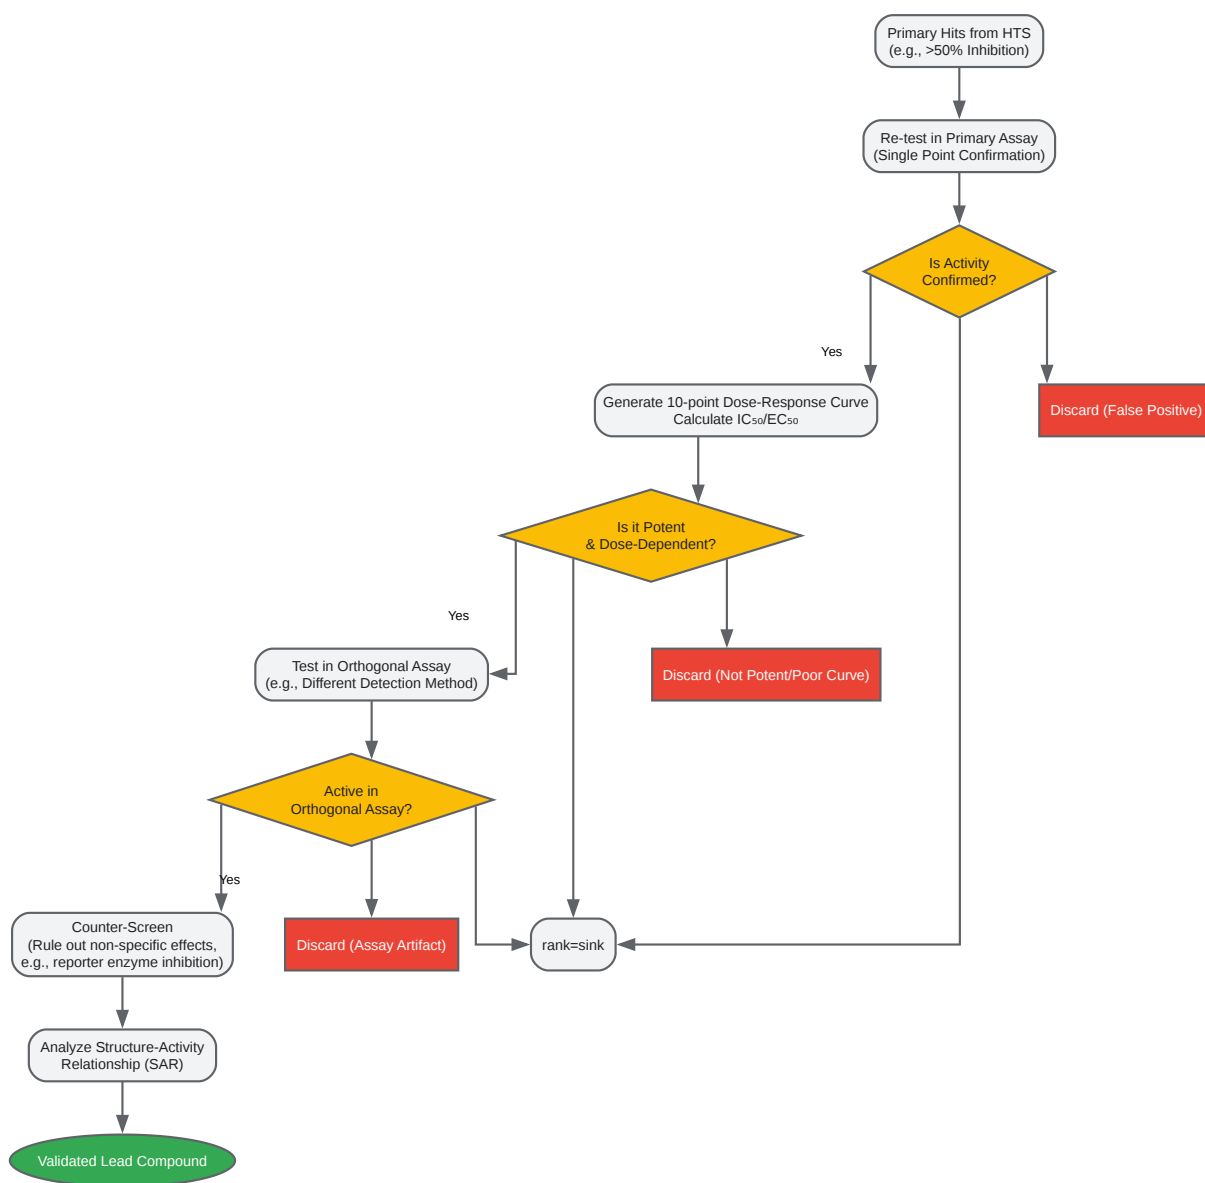 Primary Hits from HTS
(e.g., >50% Inhibition)
Re-test in Primary Assay
(Single Point Confirmation)
Is Activity
Confirmed?
Yes
Generate 10-point Dose-Response Curve
Calculate IC₅₀/EC₅₀
Discard (False Positive)
Is it Potent
& Dose-Dependent?
Yes
Test in Orthogonal Assay
(e.g., Different Detection Method)
Discard (Not Potent/Poor Curve)
Active in
Orthogonal Assay?
Yes
Counter-Screen
(Rule out non-specific effects,
e.g., reporter enzyme inhibition)
Discard (Assay Artifact)
rank=sink
Analyze Structure-Activity
Relationship (SAR)
Validated Lead Compound